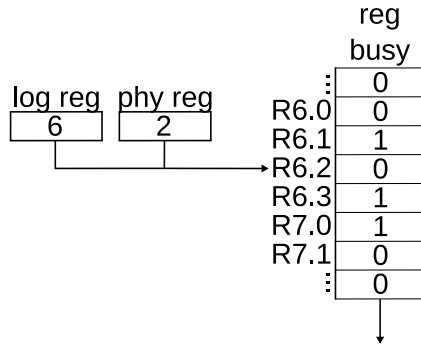 reg
busy
log reg phy reg
6 2
⋮ 0
R6.0 0
R6.1 1
R6.2 0
R6.3 1
R7.0 1
R7.1 0
⋮ 0